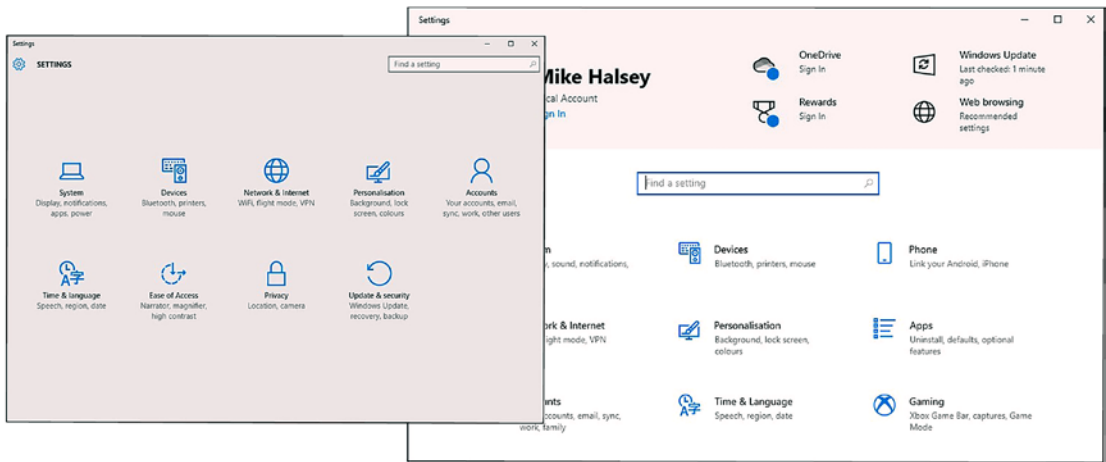 Settings
SETTINGS
Find a setting
System
Display, notifications,
apps, power
Devices
Bluetooth, printers,
mouse
Network & Internet
WiFi, flight mode, VPN
Personalisation
Background, lock
screen, colours
Accounts
Your accounts, email,
sync, work, other users
Time & language
Speech, region, date
Ease of Access
Narrator, magnifier,
high contrast
Privacy
Location, camera
Update & security
Windows Update,
recovery, backup
Settings
Mike Halsey
cal Account
gn In
OneDrive
Sign In
Rewards
Sign In
Windows Update
Last checked: 1 minute
ago
Web browsing
Recommended
settings
Find a setting
m
, sound, notifications,
Devices
Bluetooth, printers, mouse
Phone
Link your Android, iPhone
ork & Internet
ight mode, VPN
Personalisation
Background, lock screen,
colours
Apps
Uninstall, defaults, optional
features
nts
ccounts, email, sync,
work, family
Time & Language
Speech, region, date
Gaming
Xbox Game Bar, captures, Game
Mode